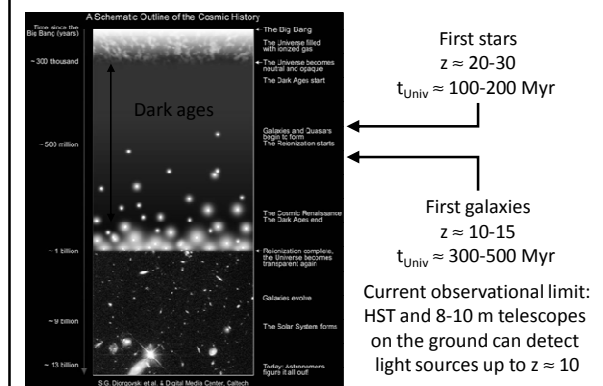 A Schematic Outline of the Cosmic History
Time since the
Big Bang (years)
~ 300 thousand
~ 500 million
~ 1 billion
~ 9 billion
~ 13 billion
Dark ages
The Big Bang
The Universe filled
with ionized gas
The Universe becomes
neutral and opaque
The Dark Ages start
Galaxies and Quasars
begin to form
The Reionization starts
The Cosmic Renaissance
The Dark Ages end
Reionization complete,
the Universe becomes
transparent again
Galaxies evolve
The Solar System forms
Today: Astronomers
figure it all out!
S.G. Djorgovski et al. & Digital Media Center, Caltech
First stars
z ≈ 20-30
tUniv ≈ 100-200 Myr
First galaxies
z ≈ 10-15
tUniv ≈ 300-500 Myr
Current observational limit:
HST and 8-10 m telescopes
on the ground can detect
light sources up to z ≈ 10